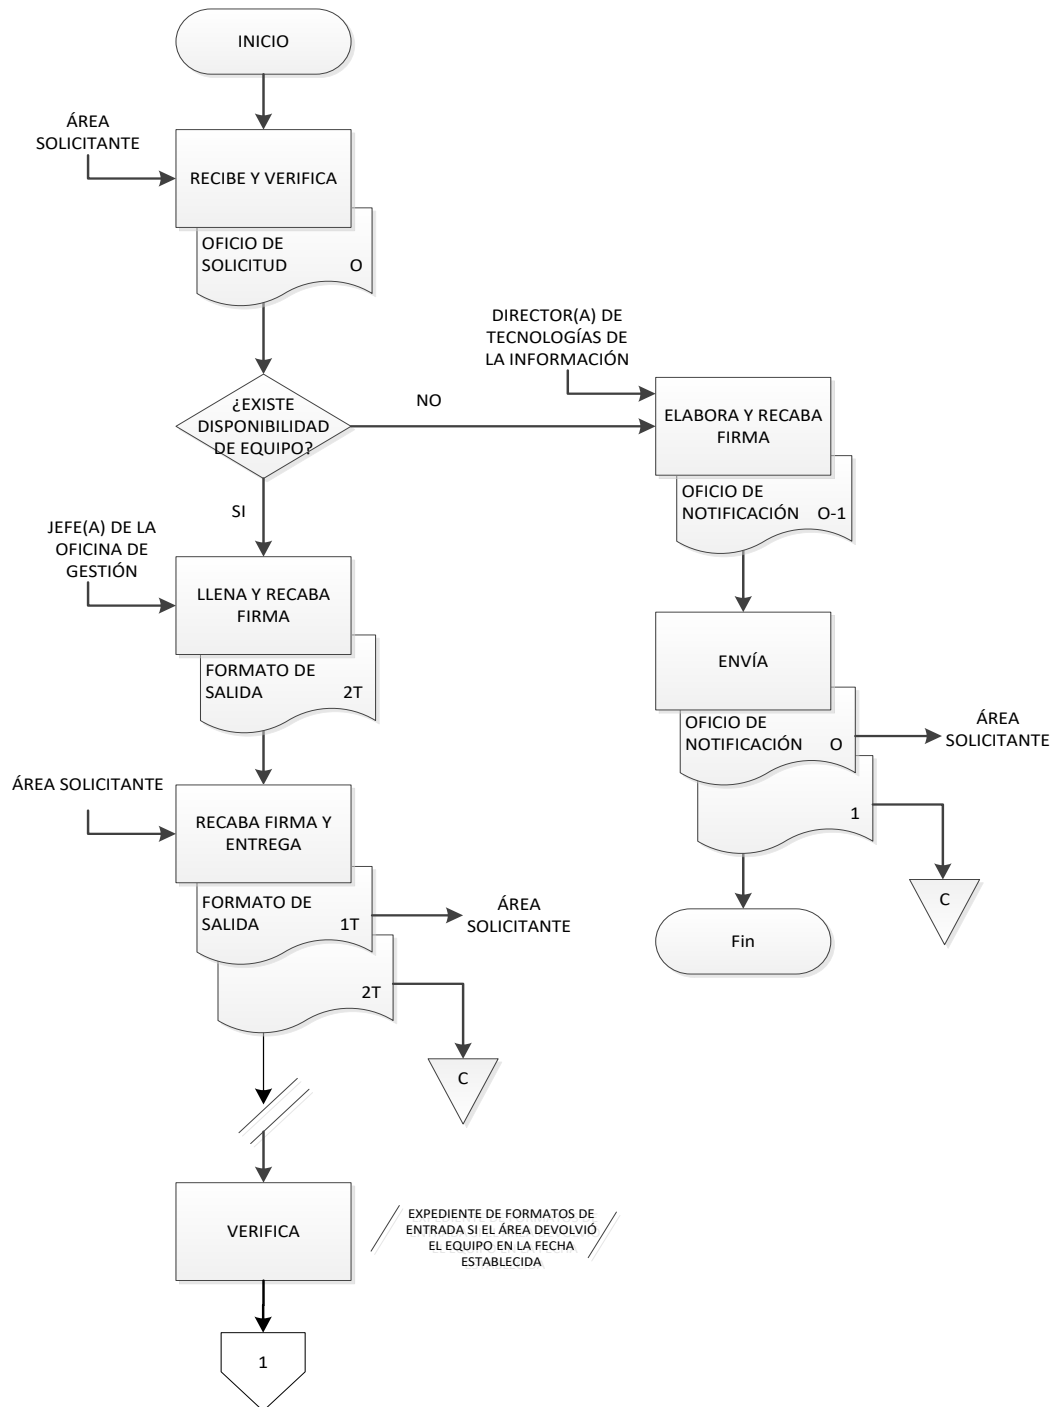 INICIO
ÁREA
SOLICITANTE
RECIBE Y VERIFICA
OFICIO DE
SOLICITUD O
¿EXISTE
DISPONIBILIDAD
DE EQUIPO?
NO
DIRECTOR(A) DE
TECNOLOGÍAS DE
LA INFORMACIÓN
ELABORA Y RECABA
FIRMA
OFICIO DE
NOTIFICACIÓN O-1
ENVÍA
OFICIO DE
NOTIFICACIÓN O
ÁREA
SOLICITANTE
1
C
Fin
SI
JEFE(A) DE LA
OFICINA DE
GESTIÓN
LLENA Y RECABA
FIRMA
FORMATO DE
SALIDA 2T
ÁREA SOLICITANTE
RECABA FIRMA Y
ENTREGA
FORMATO DE
SALIDA 1T
ÁREA
SOLICITANTE
2T
C
VERIFICA
EXPEDIENTE DE FORMATOS DE
ENTRADA SI EL ÁREA DEVOLVIÓ
EL EQUIPO EN LA FECHA
ESTABLECIDA
1